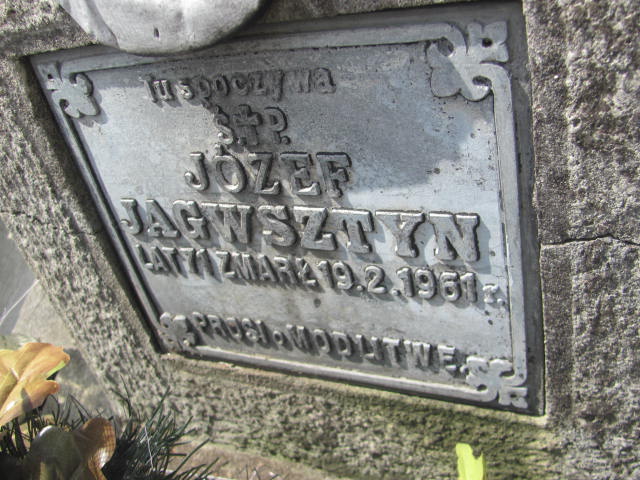 Tu spoczywa
Ś.†P.
JÓZEF
JAGWSZTYN
LAT 71 ZMARŁ 19.2.1961 r.
PROSI o MODLITWĘ